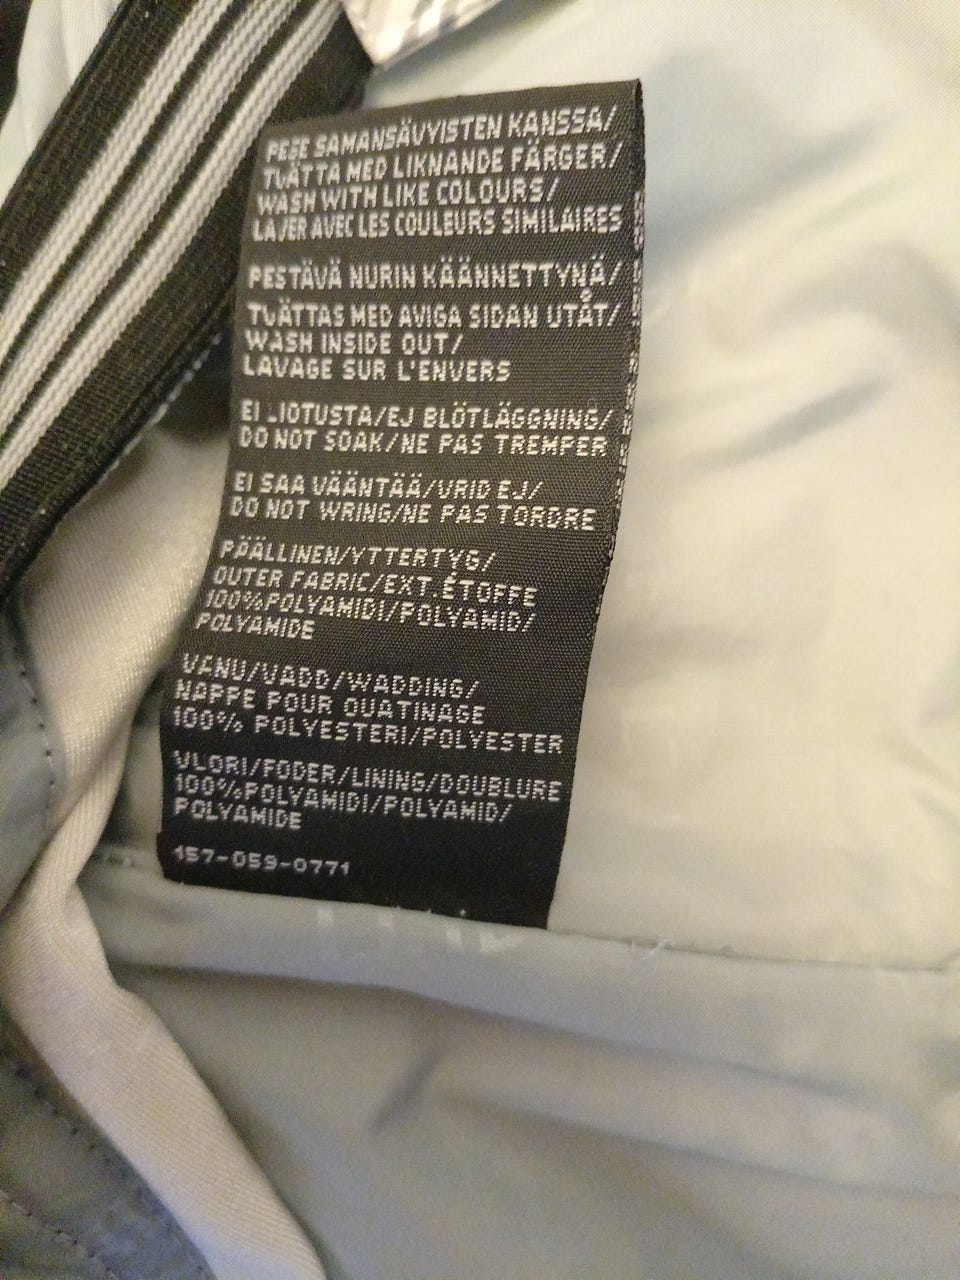 PESE SAMANSÄVYISTEN KANSSA/
TVÄTTA MED LIKNANDE FÄRGER/
WASH WITH LIKE COLOURS/
LAVER AVEC LES COULEURS SIMILAIRES
PESTÄVÄ NURIN KÄÄNNETTYNÄ/
TVÄTTAS MED AVIGA SIDAN UTÅT/
WASH INSIDE OUT/
LAVAGE SUR L'ENVERS
EI LIOTUSTA/EJ BLÖTLÄGGNING/
DO NOT SOAK/NE PAS TREMPER
EI SAA VÄÄNTÄÄ/VRID EJ/
DO NOT WRING/NE PAS TORDRE
PÄÄLLINEN/YTTERTYG/
OUTER FABRIC/EXT.ÉTOFFE
100%POLYAMIDI/POLYAMID/
POLYAMIDE
VANU/VADD/WADDING/
NAPPE POUR OUATINAGE
100% POLYESTERI/POLYESTER
VUORI/FODER/LINING/DOUBLURE
100%POLYAMIDI/POLYAMID/
POLYAMIDE
157-059-0771